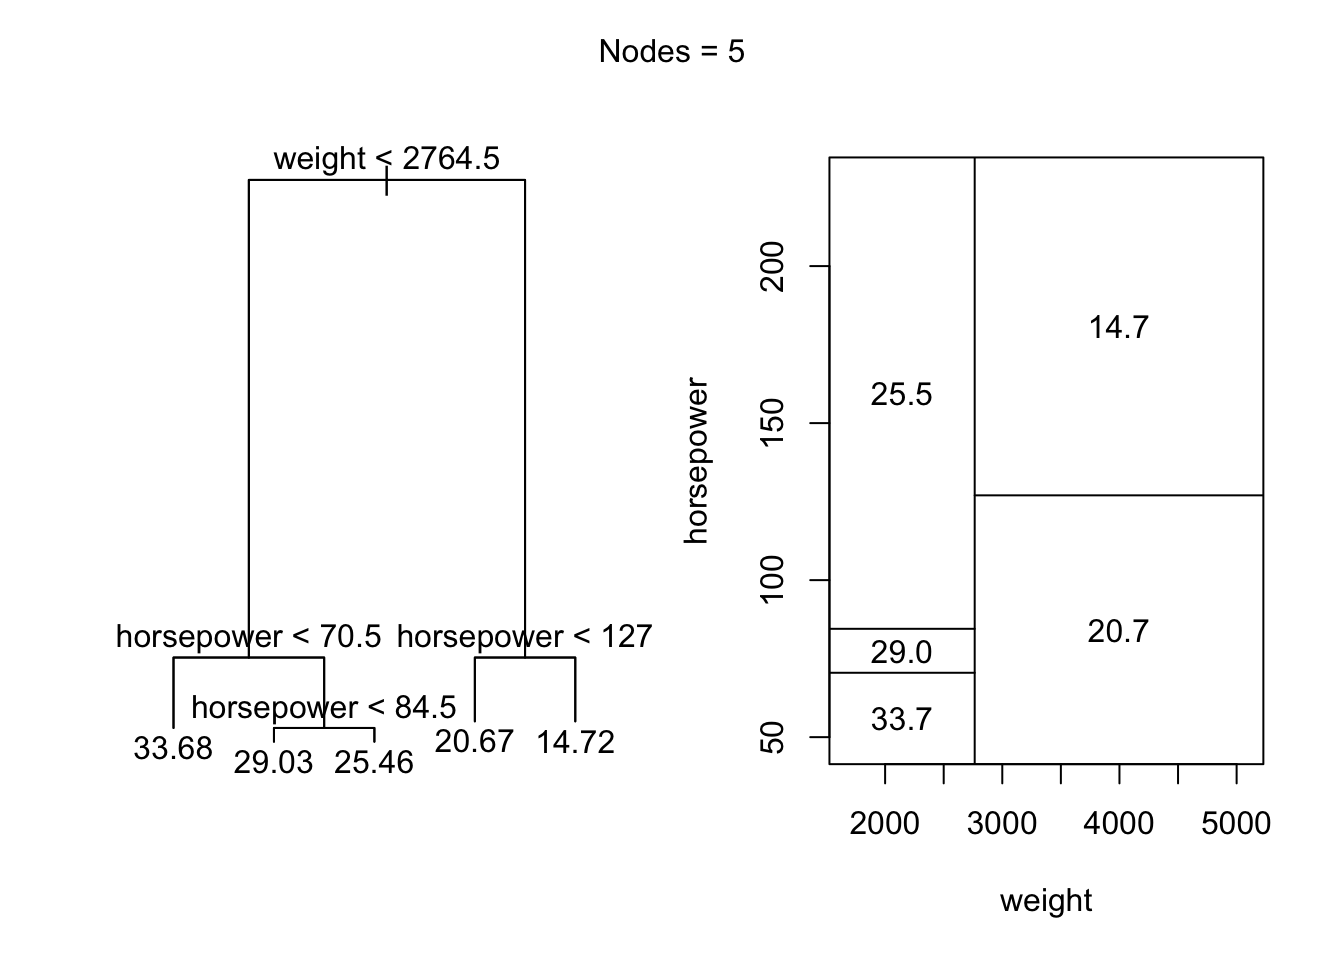 Nodes = 5
weight < 2764.5
horsepower < 70.5
horsepower < 127
horsepower < 84.5
33.68
29.03
25.46
20.67
14.72
horsepower
200
150
100
50
14.7
25.5
20.7
29.0
33.7
2000
3000
4000
5000
weight